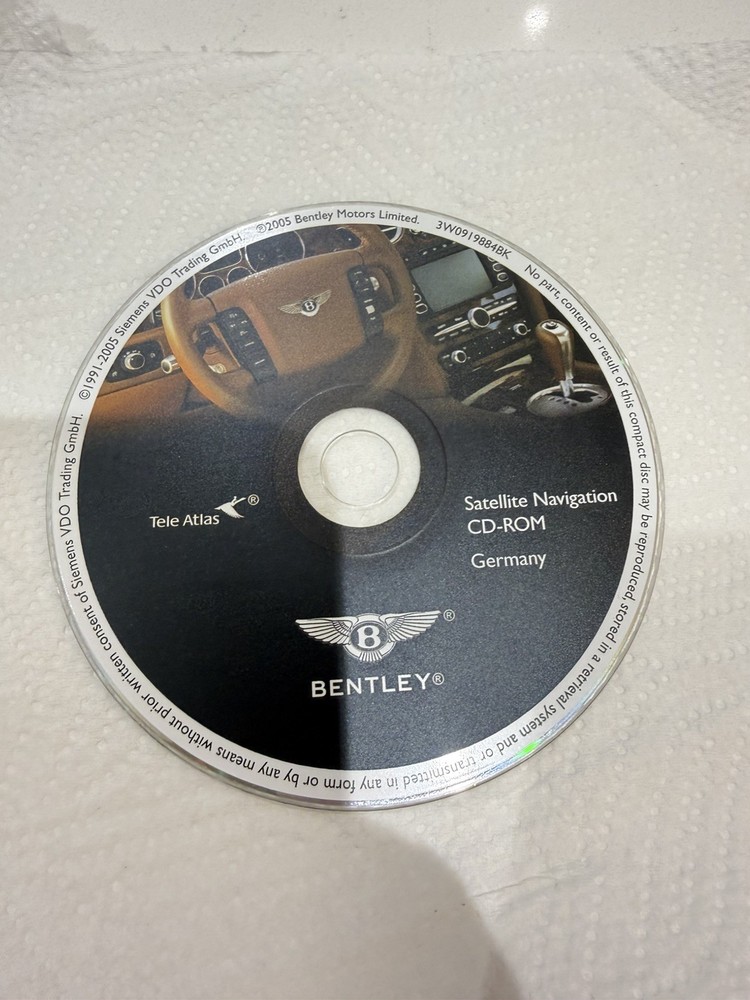 ©1991-2005 Siemens VDO Trading GmbH. ℗2005 Bentley Motors Limited. 3W0919884BK No part, content or result of this compact disc may be reproduced, stored in a retrieval system and or transmitted in any form or by any means without prior written consent of Siemens VDO Trading GmbH.
Tele Atlas®
Satellite Navigation
CD-ROM
Germany
B ®
BENTLEY®